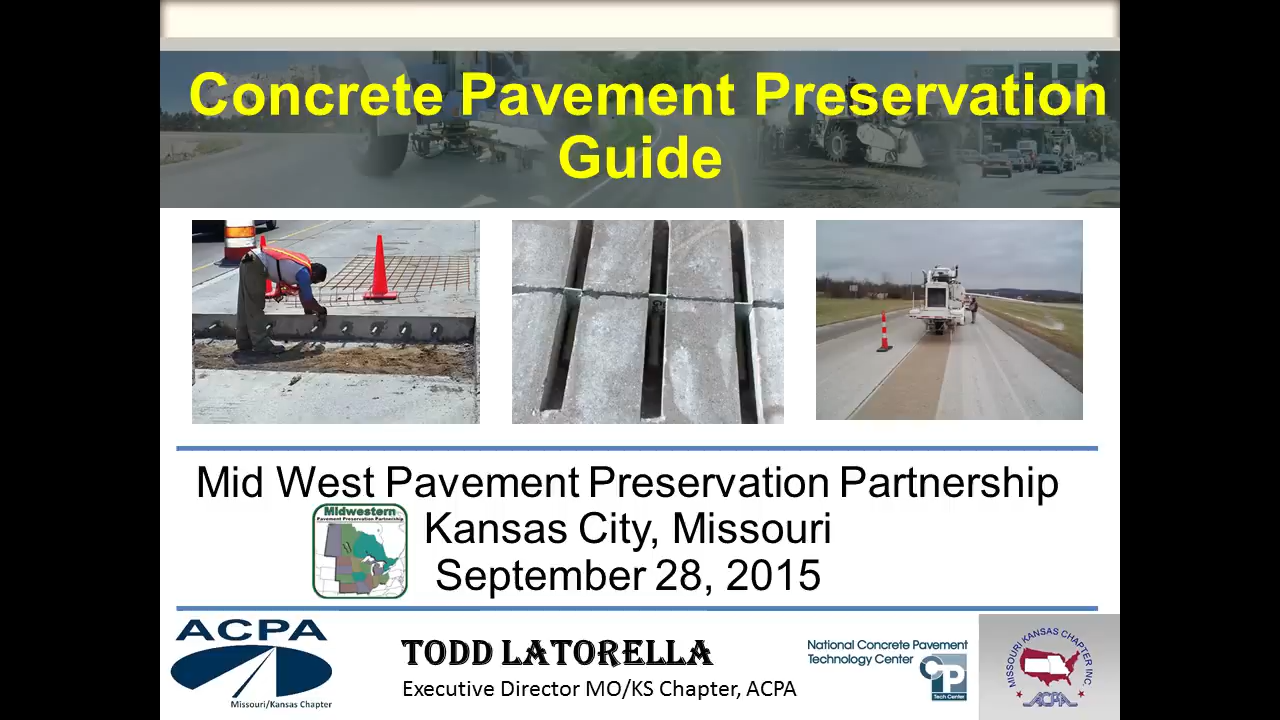 Concrete Pavement Preservation
Guide
Mid West Pavement Preservation Partnership
Midwestern
Pavement Preservation Partnership
Kansas City, Missouri
September 28, 2015
ACPA
Missouri/Kansas Chapter
TODD LATORELLA
Executive Director MO/KS Chapter, ACPA
National Concrete Pavement
Technology Center
CP
Tech Center
MISSOURI KANSAS CHAPTER INC.
ACPA